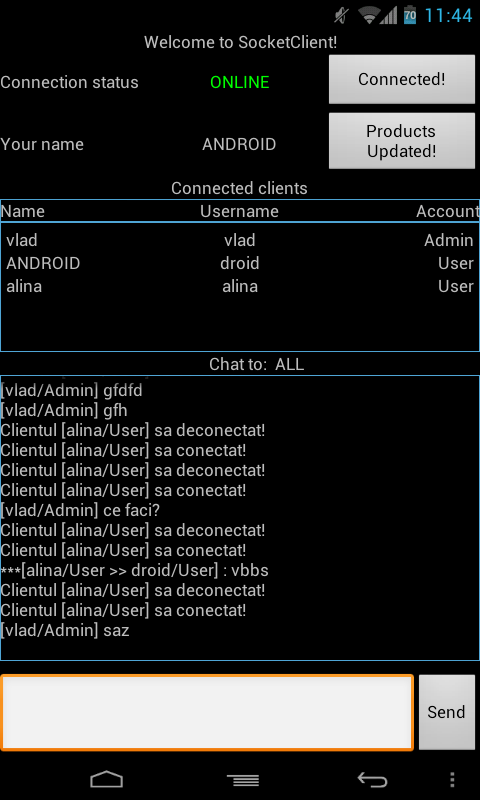 70 11:44
Welcome to SocketClient!
Connection status ONLINE Connected!
Your name ANDROID Products
Updated!
Connected clients
Name Username Account
vlad vlad Admin
ANDROID droid User
alina alina User
Chat to: ALL
[vlad/Admin] gfdfd
[vlad/Admin] gfh
Clientul [alina/User] sa deconectat!
Clientul [alina/User] sa conectat!
Clientul [alina/User] sa deconectat!
Clientul [alina/User] sa conectat!
[vlad/Admin] ce faci?
Clientul [alina/User] sa deconectat!
Clientul [alina/User] sa conectat!
***[alina/User >> droid/User] : vbbs
Clientul [alina/User] sa deconectat!
Clientul [alina/User] sa conectat!
[vlad/Admin] saz
Send